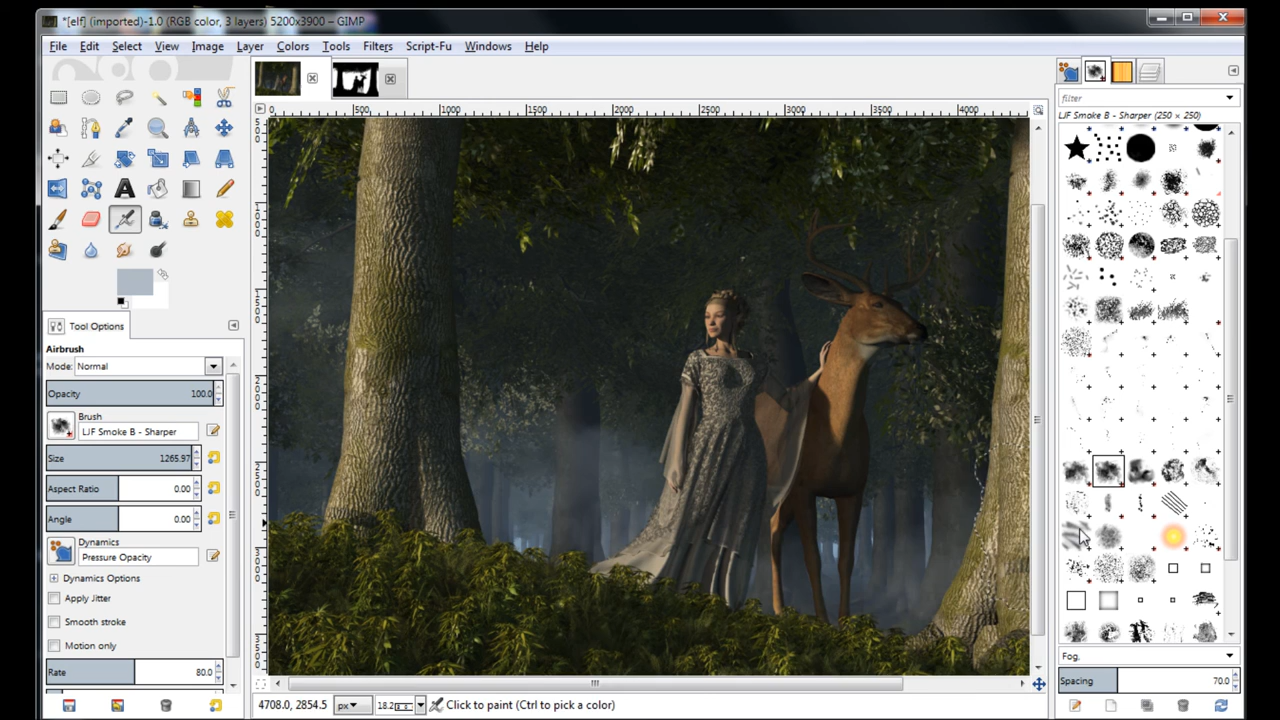 *[elf] (imported)-1.0 (RGB color, 3 layers) 5200x3900 – GIMP
File Edit Select View Image Layer Colors Tools Filters Script-Fu Windows Help
filter
LJF Smoke B - Sharper (250 × 250)
0 500 1000 1500 2000 2500 3000 3500 4000
Tool Options
Airbrush
Mode: Normal
Opacity 100.0
Brush
LJF Smoke B - Sharper
Size 1265.97
Aspect Ratio 0.00
Angle 0.00
Dynamics
Pressure Opacity
Dynamics Options
Apply Jitter
Smooth stroke
Motion only
Rate 80.0
Fog,
Spacing 70.0
4708.0, 2854.5 px Click to paint (Ctrl to pick a color)